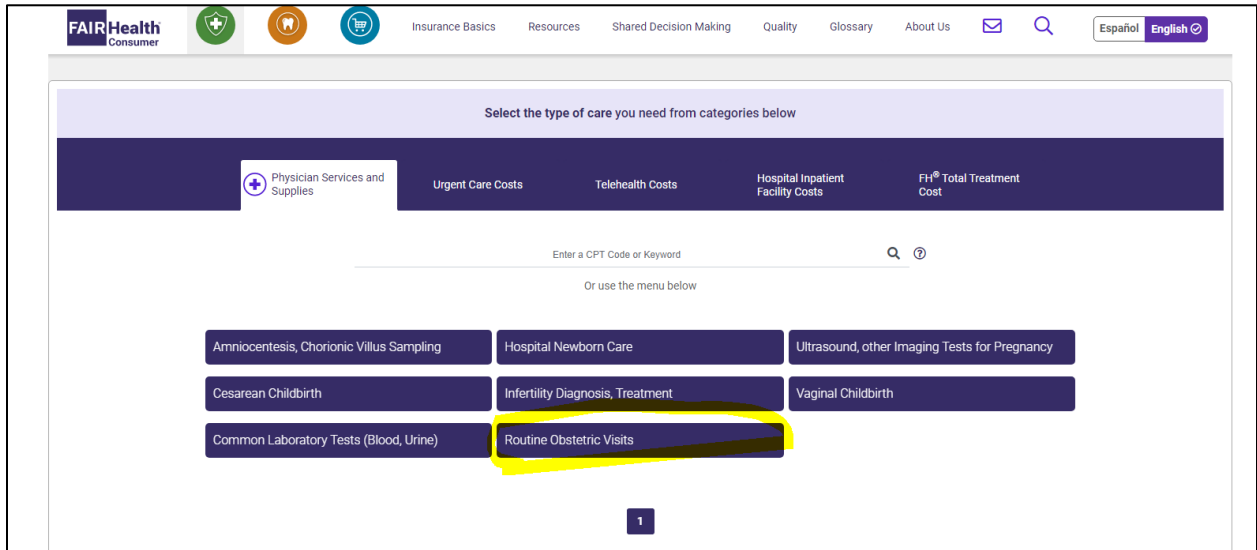 FAIR Health
Consumer
Insurance Basics
Resources
Shared Decision Making
Quality
Glossary
About Us
Español
English
Select the type of care you need from categories below
Physician Services and
Supplies
Urgent Care Costs
Telehealth Costs
Hospital Inpatient
Facility Costs
FH® Total Treatment
Cost
Enter a CPT Code or Keyword
?
Or use the menu below
Amniocentesis, Chorionic Villus Sampling
Hospital Newborn Care
Ultrasound, other Imaging Tests for Pregnancy
Cesarean Childbirth
Infertility Diagnosis, Treatment
Vaginal Childbirth
Common Laboratory Tests (Blood, Urine)
Routine Obstetric Visits
1